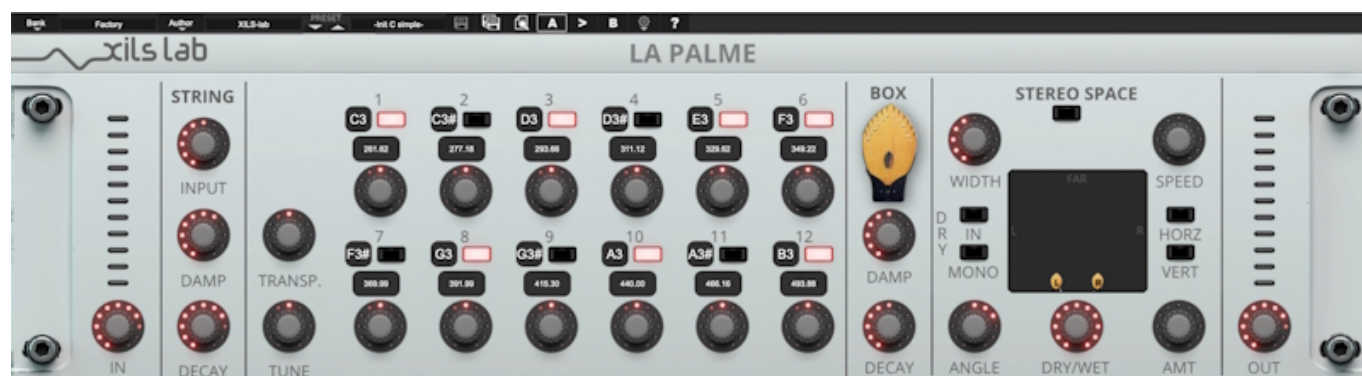 Bank Factory Author XILS-lab PRESET -Init C simple- A > B ?
xils lab LA PALME
STRING BOX STEREO SPACE
1 2 3 4 5 6
C3 C3# D3 D3# E3 F3
261.62 277.18 293.66 311.12 329.62 349.22
INPUT WIDTH FAR SPEED
D R Y IN L R HORZ
7 8 9 10 11 12
F3# G3 G3# A3 A3# B3
MONO VERT
DAMP TRANSP. DAMP
369.99 391.99 415.30 440.00 466.16 493.88
L R
IN DECAY TUNE DECAY ANGLE DRY/WET AMT OUT